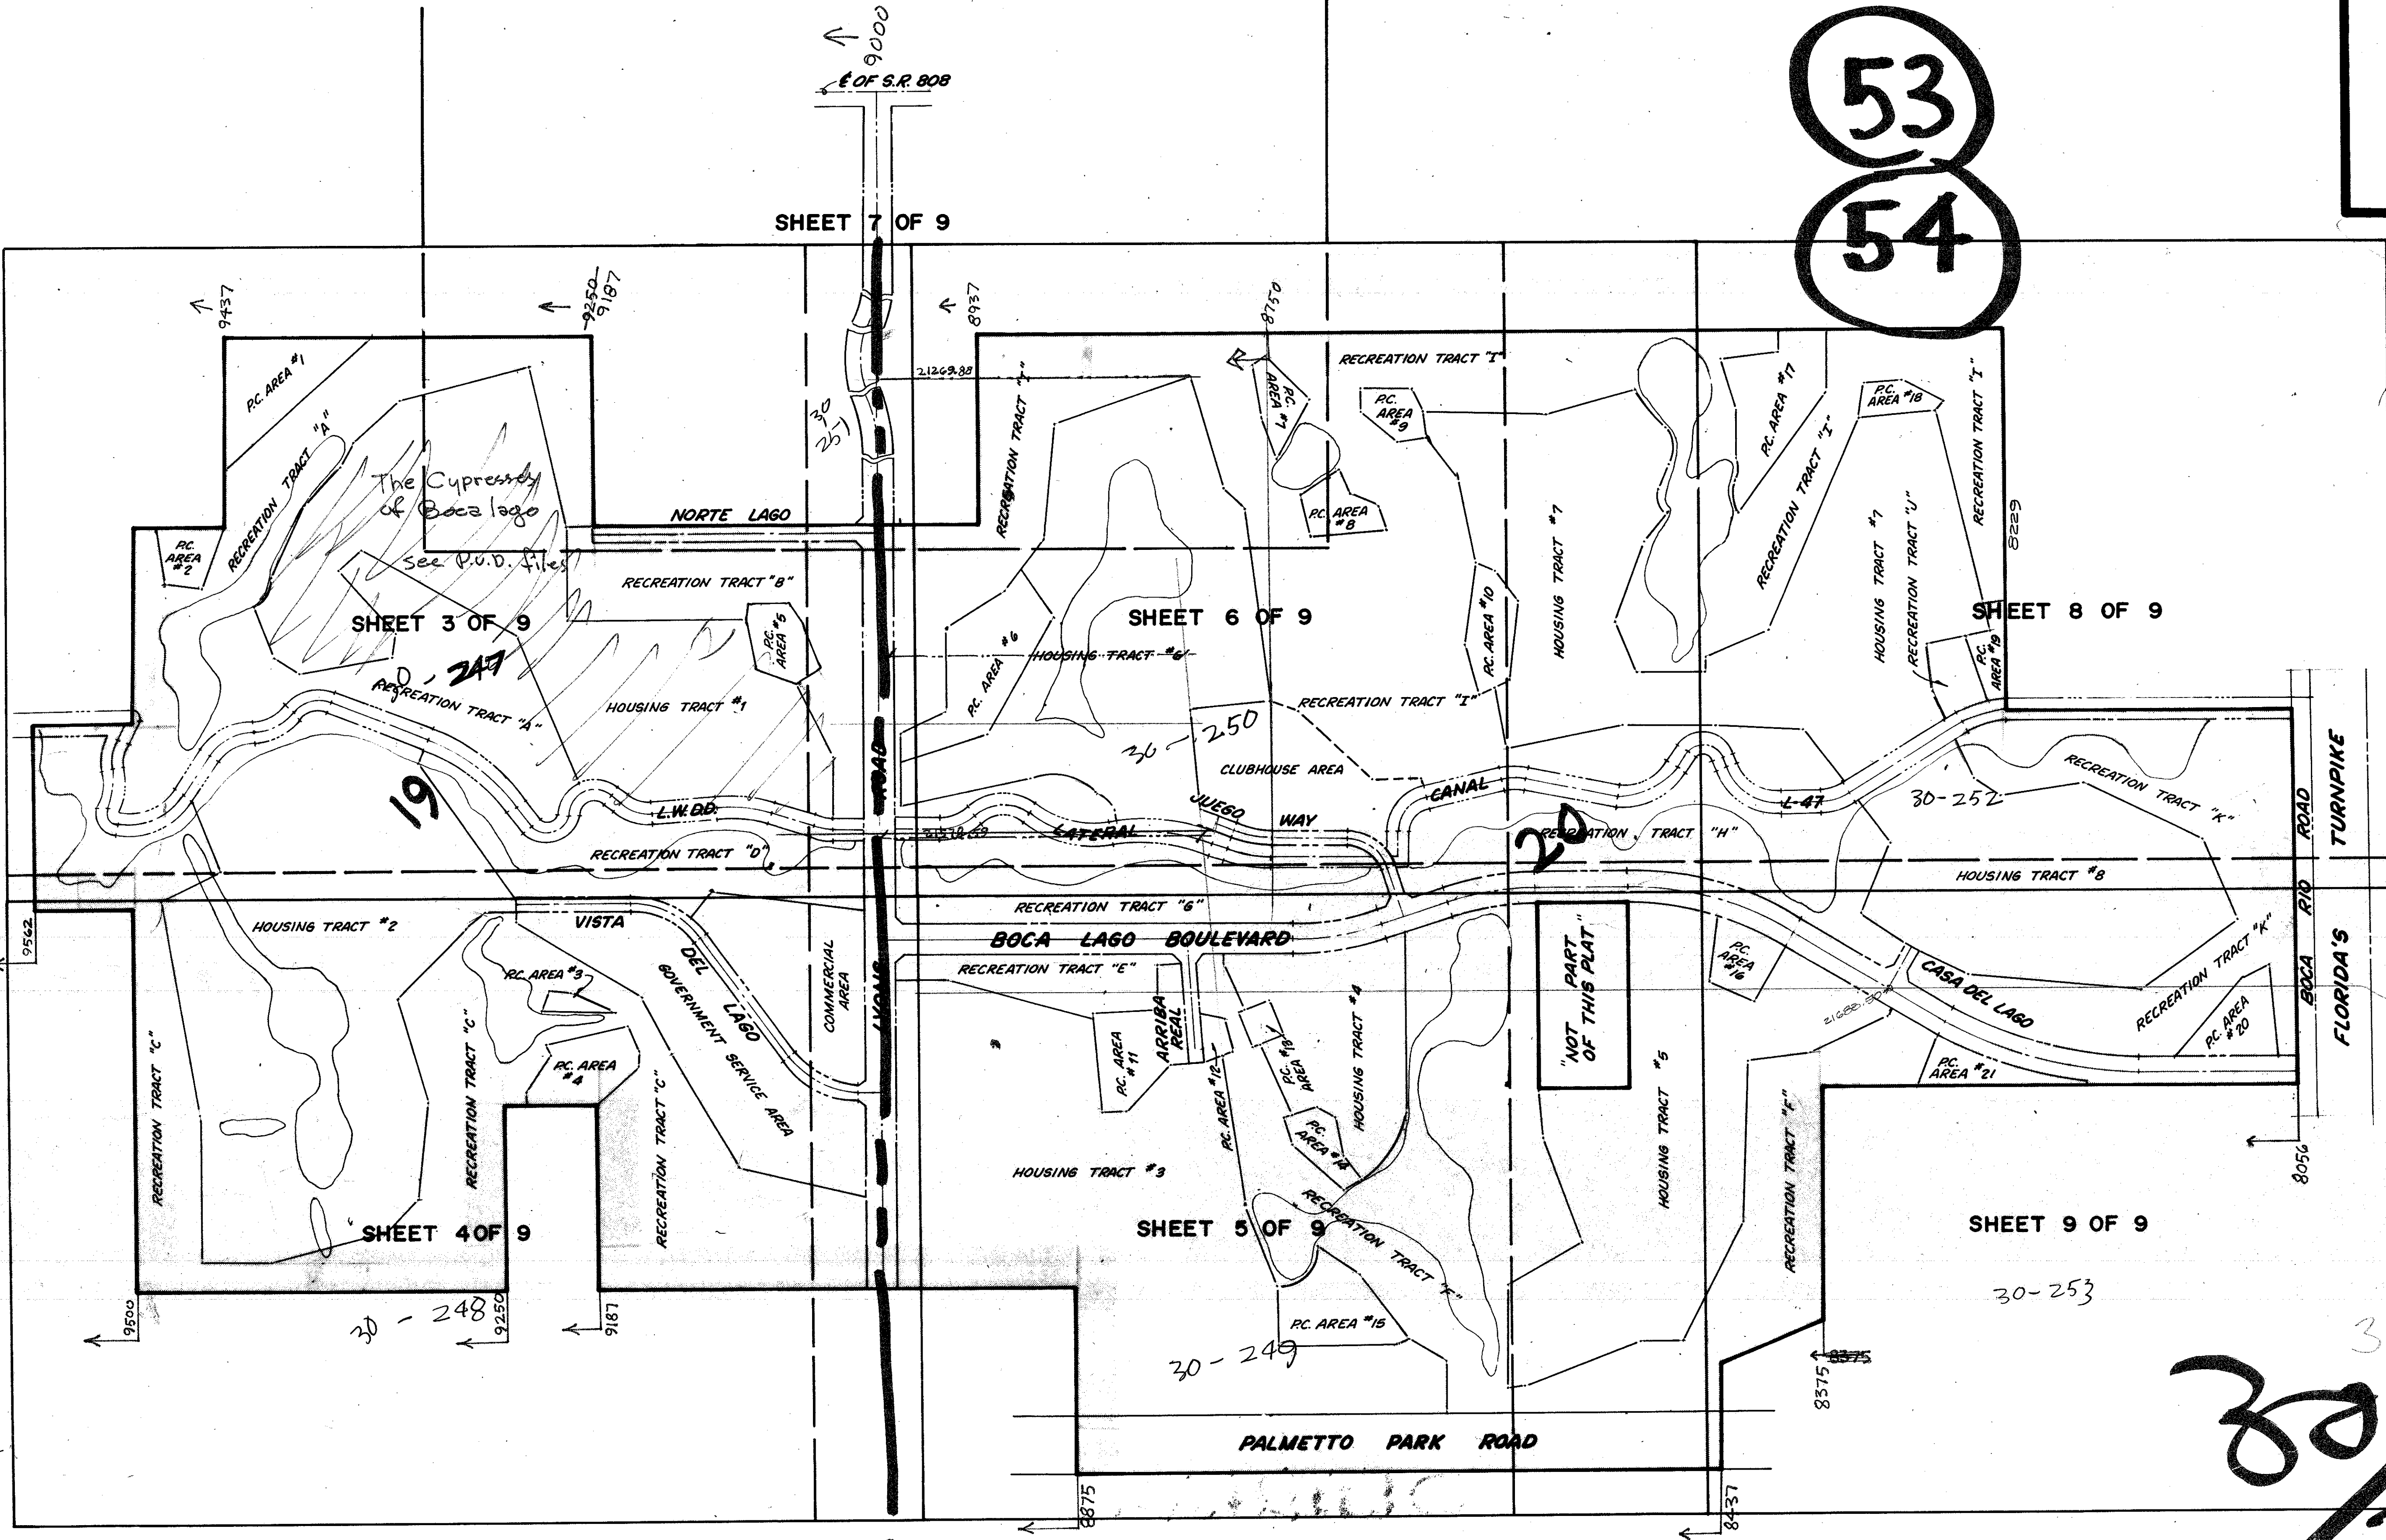 9000
℄ OF S.R. 808
53
54
SHEET 7 OF 9
9437
9250
9187
8937
8750
P.C. AREA #1
RECREATION TRACT "A"
The Cypresses
of Boca lago
see P.U.D. files
P.C.
AREA
#2
SHEET 3 OF 9
0-247
RECREATION TRACT "A"
19
NORTE LAGO
RECREATION TRACT "B"
P.C.
AREA #5
HOUSING TRACT #1
30
251
21269.88
RECREATION TRACT "I"
P.C. AREA #6
SHEET 6 OF 9
HOUSING TRACT #6
RECREATION TRACT "I"
P.C.
AREA #7
P.C.
AREA
#9
P.C. AREA
#8
RECREATION TRACT "I"
30-250
CLUBHOUSE AREA
P.C. AREA #10
HOUSING TRACT #7
P.C. AREA #17
RECREATION TRACT "I"
P.C.
AREA #18
HOUSING TRACT #7
RECREATION TRACT "J"
RECREATION TRACT "I"
8229
SHEET 8 OF 9
P.C.
AREA #19
L.W.D.D.
ROAD
LATERAL
JUEGO WAY
CANAL
L-47
30-252
RECREATION TRACT "K"
RECREATION TRACT "D"
20
RECREATION TRACT "H"
HOUSING TRACT #8
BOCA RIO ROAD
FLORIDA'S TURNPIKE
9562
HOUSING TRACT #2
VISTA
DEL
LAGO
RECREATION TRACT "G"
BOCA LAGO BOULEVARD
RECREATION TRACT "E"
P.C. AREA #3
GOVERNMENT SERVICE AREA
COMMERCIAL
AREA
LYONS
ARRIBA
REAL
P.C. AREA
#11
P.C. AREA #12
P.C.
AREA #13
P.C.
AREA #14
HOUSING TRACT #4
"NOT PART
OF THIS PLAT"
P.C.
AREA
#16
CASA DEL LAGO
RECREATION TRACT "K"
P.C. AREA
#20
P.C.
AREA #21
RECREATION TRACT "C"
RECREATION TRACT "C"
P.C. AREA
#4
RECREATION TRACT "C"
HOUSING TRACT #3
HOUSING TRACT #5
RECREATION TRACT "F"
8056
SHEET 4 OF 9
SHEET 5 OF 9
RECREATION TRACT "F"
SHEET 9 OF 9
30-253
9500
30-248
9250
9187
P.C. AREA #15
30-249
8375
8375
3
30
PALMETTO PARK ROAD
8875
8437